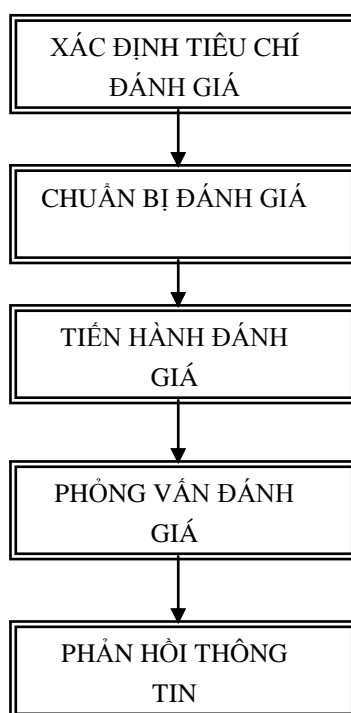 XÁC ĐỊNH TIÊU CHÍ
ĐÁNH GIÁ
CHUẨN BỊ ĐÁNH GIÁ
TIẾN HÀNH ĐÁNH
GIÁ
PHỎNG VẤN ĐÁNH
GIÁ
PHẢN HỒI THÔNG
TIN